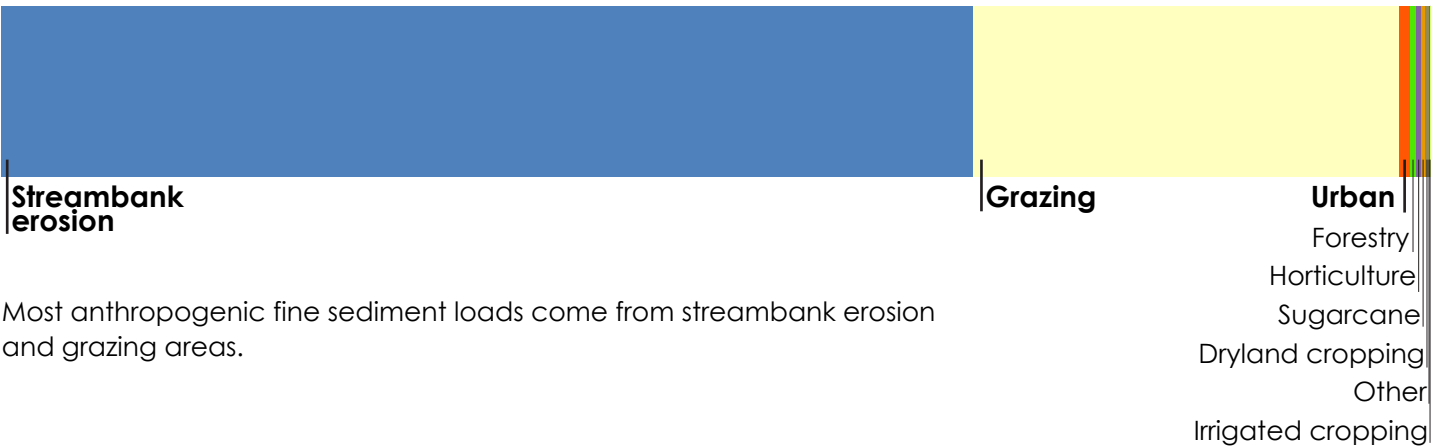 Streambank
erosion
Grazing
Urban
Forestry
Horticulture
Sugarcane
Dryland cropping
Other
Irrigated cropping
Most anthropogenic fine sediment loads come from streambank erosion
and grazing areas.